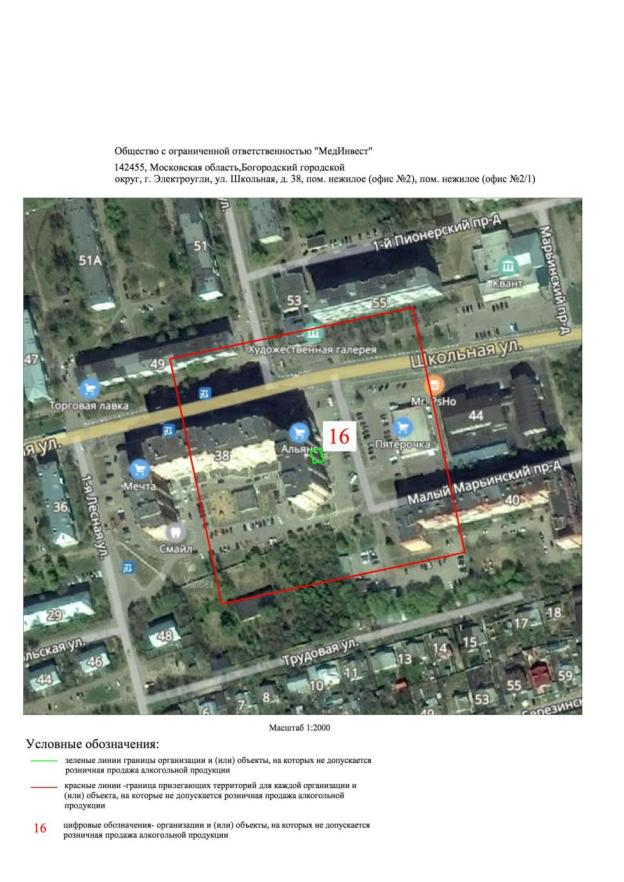 Общество с ограниченной ответственностью "МедИнвест"
142455, Московская область,Богородский городской
округ, г. Электроугли, ул. Школьная, д. 38, пом. нежилое (офис №2), пом. нежилое (офис №2/1)
51А
51
ул.
1-й Пионерский пр-д
Марьинский пр-д
Квант
53
55
47
49
Художественная галерея
Школьная ул.
Торговая лавка
44
16
Пятёрочка
38
Мечта
Малый Марьинский пр-д
40
36
1-я Лесная ул.
Смайл
29
48
18
17
Трудовая ул.
15
14
13
46
44
11
10
59
55
53
8
7
6
49
Масштаб 1:2000
Условные обозначения:
зеленые линии границы организации и (или) объекты, на которых не допускается
розничная продажа алкогольной продукции
красные линии -граница прилегающих территорий для каждой организации и
(или) объекта, на которые не допускается розничная продажа алкогольной
продукции
16
цифровые обозначения- организации и (или) объекты, на которых не допускается
розничная продажа алкогольной продукции